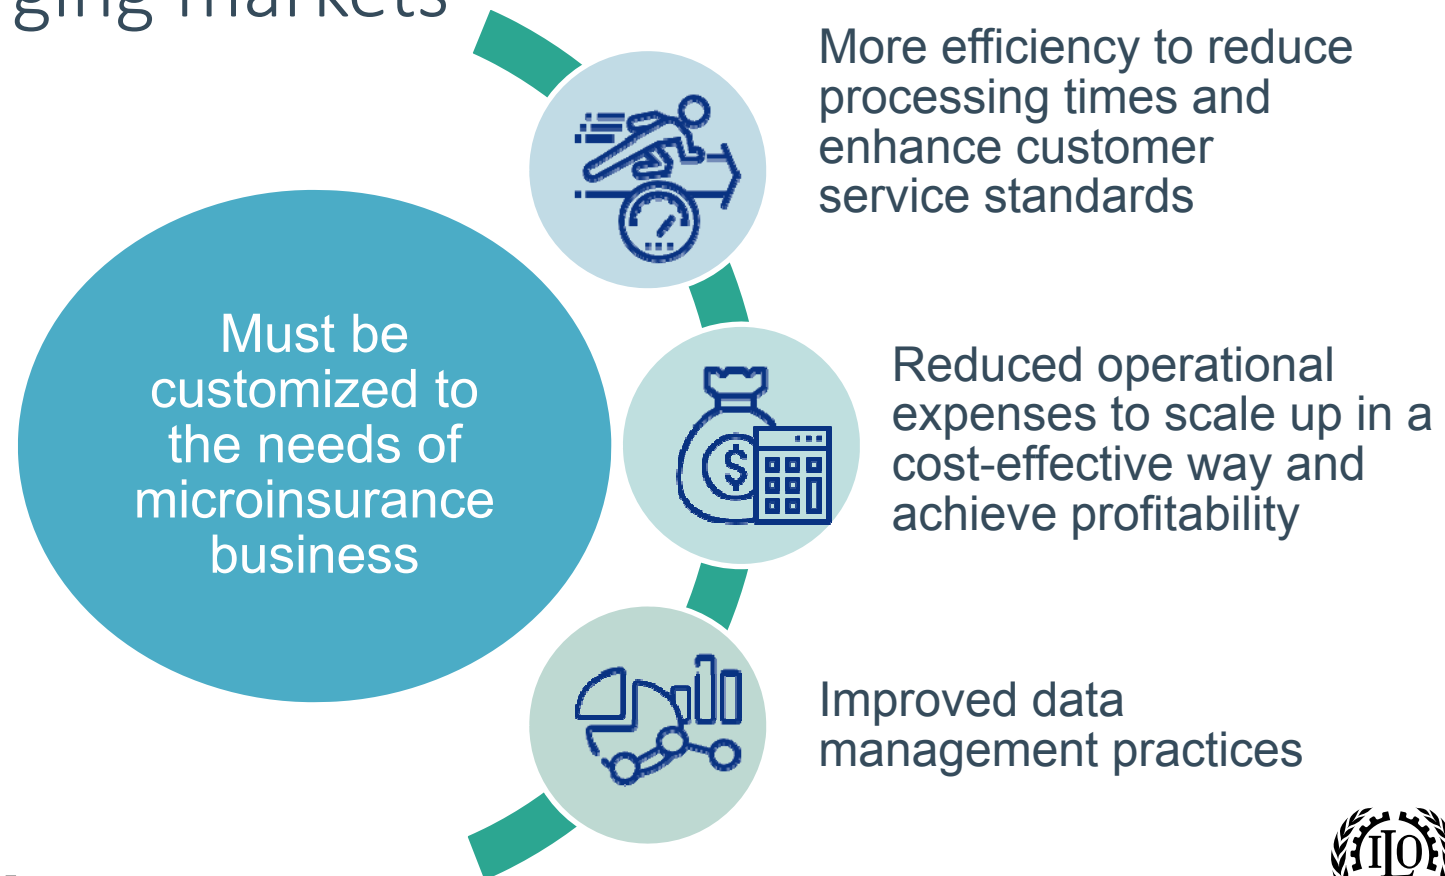 ging markets
More efficiency to reduce
processing times and
enhance customer
service standards
Must be
customized to
the needs of
microinsurance
business
Reduced operational
expenses to scale up in a
cost-effective way and
achieve profitability
Improved data
management practices
ILO